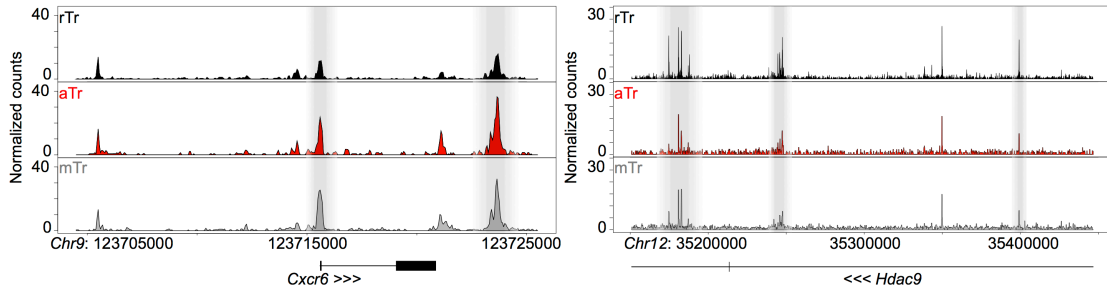 Normalized counts
40
rTr
0
40
aTr
0
40
mTr
0
Chr9: 123705000
123715000
123725000
Cxcr6 >>>
Normalized counts
30
rTr
0
30
aTr
0
30
mTr
0
Chr12: 35200000
35300000
35400000
<<< Hdac9